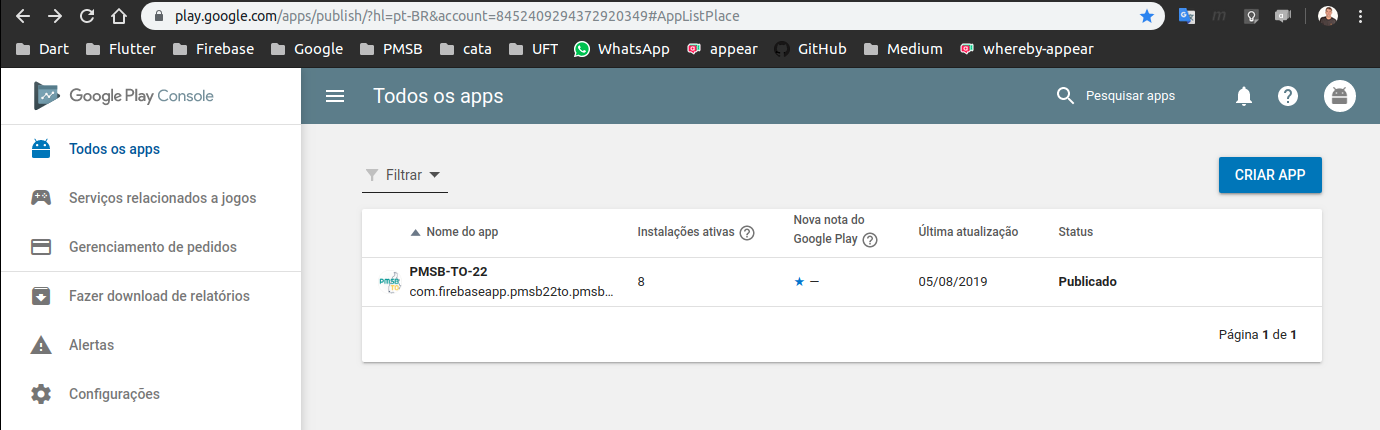 play.google.com/apps/publish/?hl=pt-BR&account=8452409294372920349#AppListPlace
Dart Flutter Firebase Google PMSB cata UFT WhatsApp appear GitHub Medium whereby-appear
Google Play Console
Todos os apps
Pesquisar apps
Todos os apps
Serviços relacionados a jogos
Gerenciamento de pedidos
Fazer download de relatórios
Alertas
Configurações
Filtrar
CRIAR APP
Nome do app
Instalações ativas
Nova nota do
Google Play
Última atualização
Status
PMSB-TO-22
com.firebaseapp.pmsb22to.pmsb...
8
★ —
05/08/2019
Publicado
Página 1 de 1